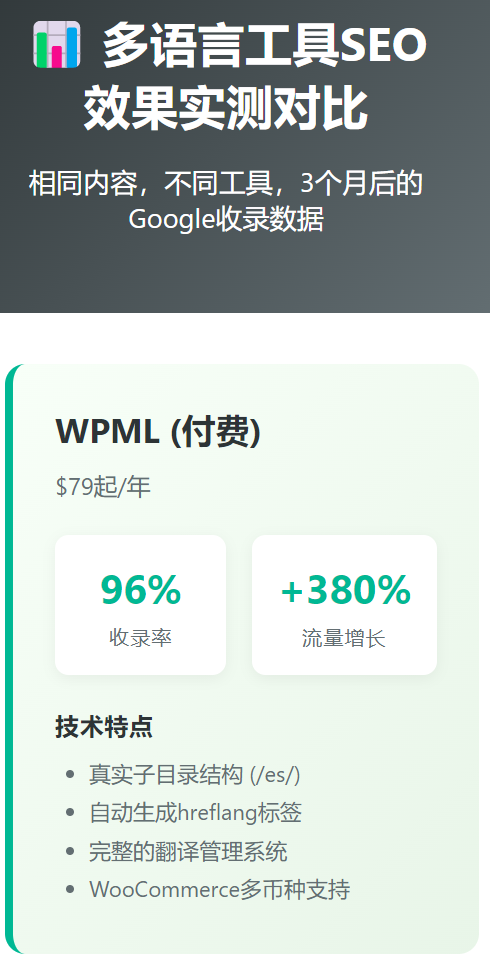 多语言工具SEO
效果实测对比
相同内容，不同工具，3个月后的
Google收录数据
WPML (付费)
$79起/年
96%
收录率
+380%
流量增长
技术特点
真实子目录结构 (/es/)
自动生成hreflang标签
完整的翻译管理系统
WooCommerce多币种支持